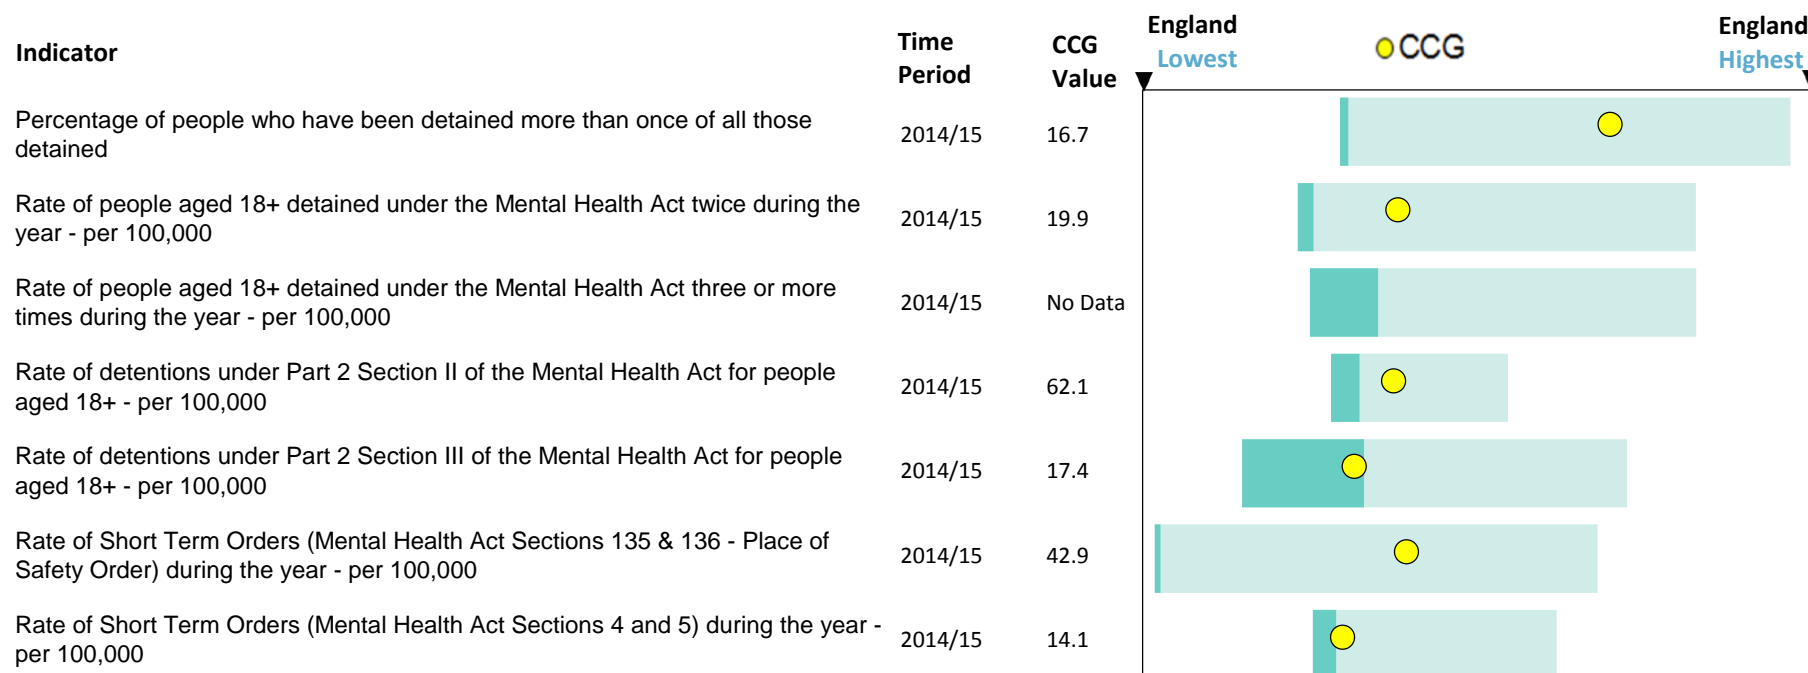 Indicator
Time
Period
CCG
Value
England
Lowest
CCG
England
Highest
Percentage of people who have been detained more than once of all those
detained
2014/15
16.7
Rate of people aged 18+ detained under the Mental Health Act twice during the
year - per 100,000
2014/15
19.9
Rate of people aged 18+ detained under the Mental Health Act three or more
times during the year - per 100,000
2014/15
No Data
Rate of detentions under Part 2 Section II of the Mental Health Act for people
aged 18+ - per 100,000
2014/15
62.1
Rate of detentions under Part 2 Section III of the Mental Health Act for people
aged 18+ - per 100,000
2014/15
17.4
Rate of Short Term Orders (Mental Health Act Sections 135 & 136 - Place of
Safety Order) during the year - per 100,000
2014/15
42.9
Rate of Short Term Orders (Mental Health Act Sections 4 and 5) during the year -
per 100,000
2014/15
14.1